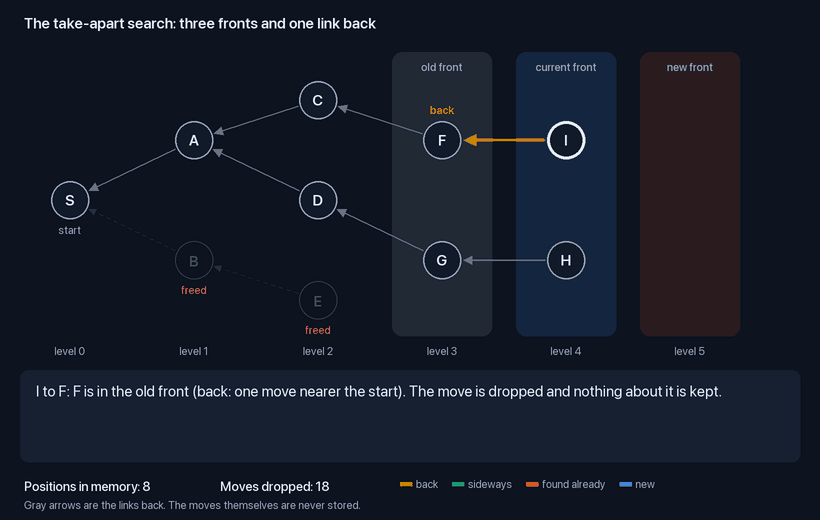 The take-apart search: three fronts and one link back
old front
current front
new front
C
back
A
F
I
S
D
start
B
G
H
freed
E
freed
level 0
level 1
level 2
level 3
level 4
level 5
I to F: F is in the old front (back: one move nearer the start). The move is dropped and nothing about it is kept.
Positions in memory: 8
Moves dropped: 18
back
sideways
found already
new
Gray arrows are the links back. The moves themselves are never stored.